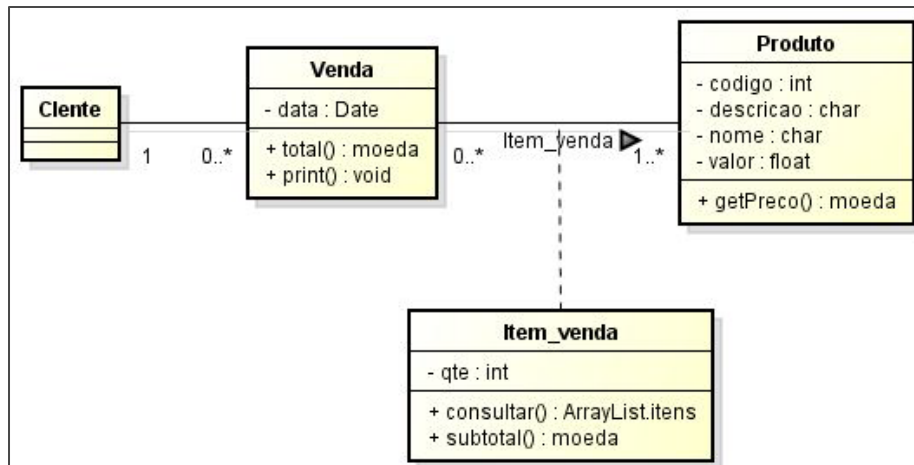 Clente
1
0..*
Venda
- data : Date
+ total() : moeda
+ print() : void
0..*
Item_venda
1..*
Produto
- codigo : int
- descricao : char
- nome : char
- valor : float
+ getPreco() : moeda
Item_venda
- qte : int
+ consultar() : ArrayList.itens
+ subtotal() : moeda